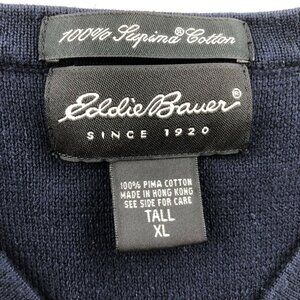 100% Supima® Cotton
Eddie Bauer®
SINCE 1920
100% PIMA COTTON
MADE IN HONG KONG
SEE SIDE FOR CARE
TALL
XL